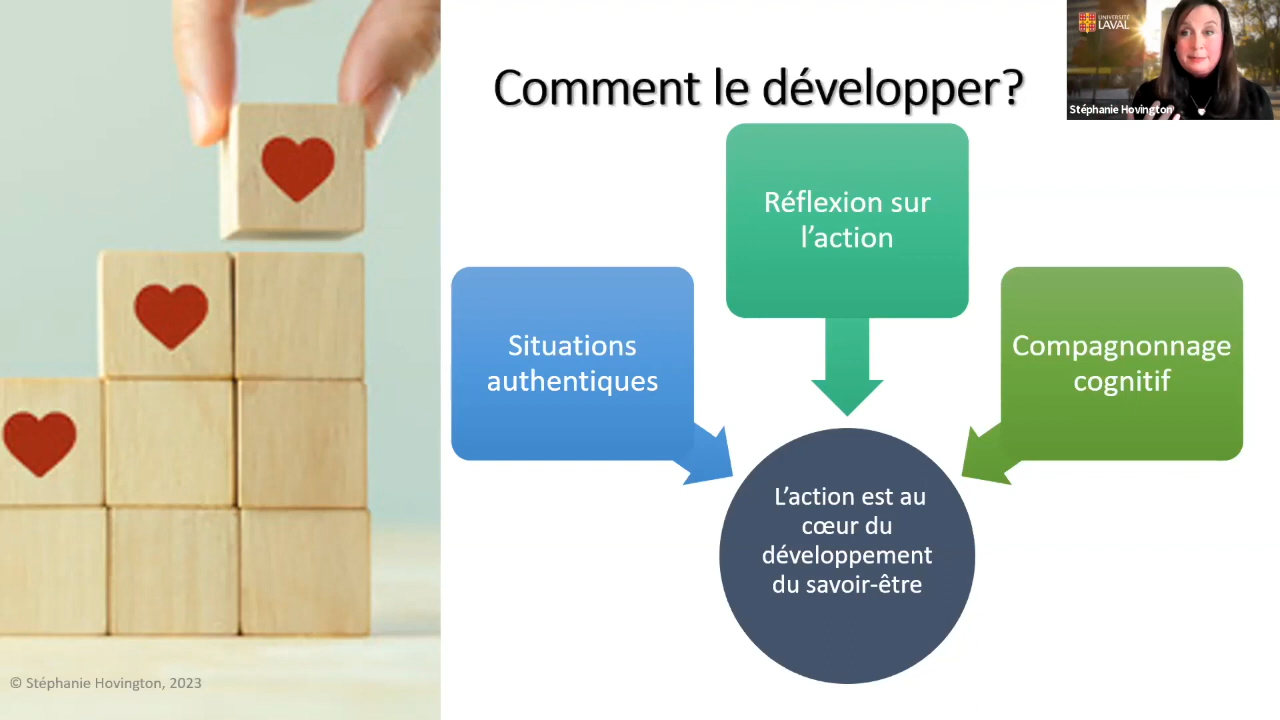 Comment le développer?
UNIVERSITÉ
LAVAL
Stéphanie Hovington
Réflexion sur
l'action
Situations
authentiques
Compagnonnage
cognitif
L'action est au
cœur du
développement
du savoir-être
© Stéphanie Hovington, 2023